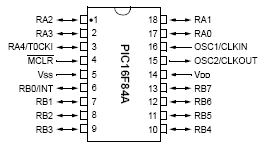 RA2 1 18 RA1
RA3 2 17 RA0
RA4/T0CKI 3 16 OSC1/CLKIN
MCLR 4 15 OSC2/CLKOUT
Vss 5 14 VDD
RB0/INT 6 13 RB7
RB1 7 12 RB6
RB2 8 11 RB5
RB3 9 10 RB4
PIC16F84A